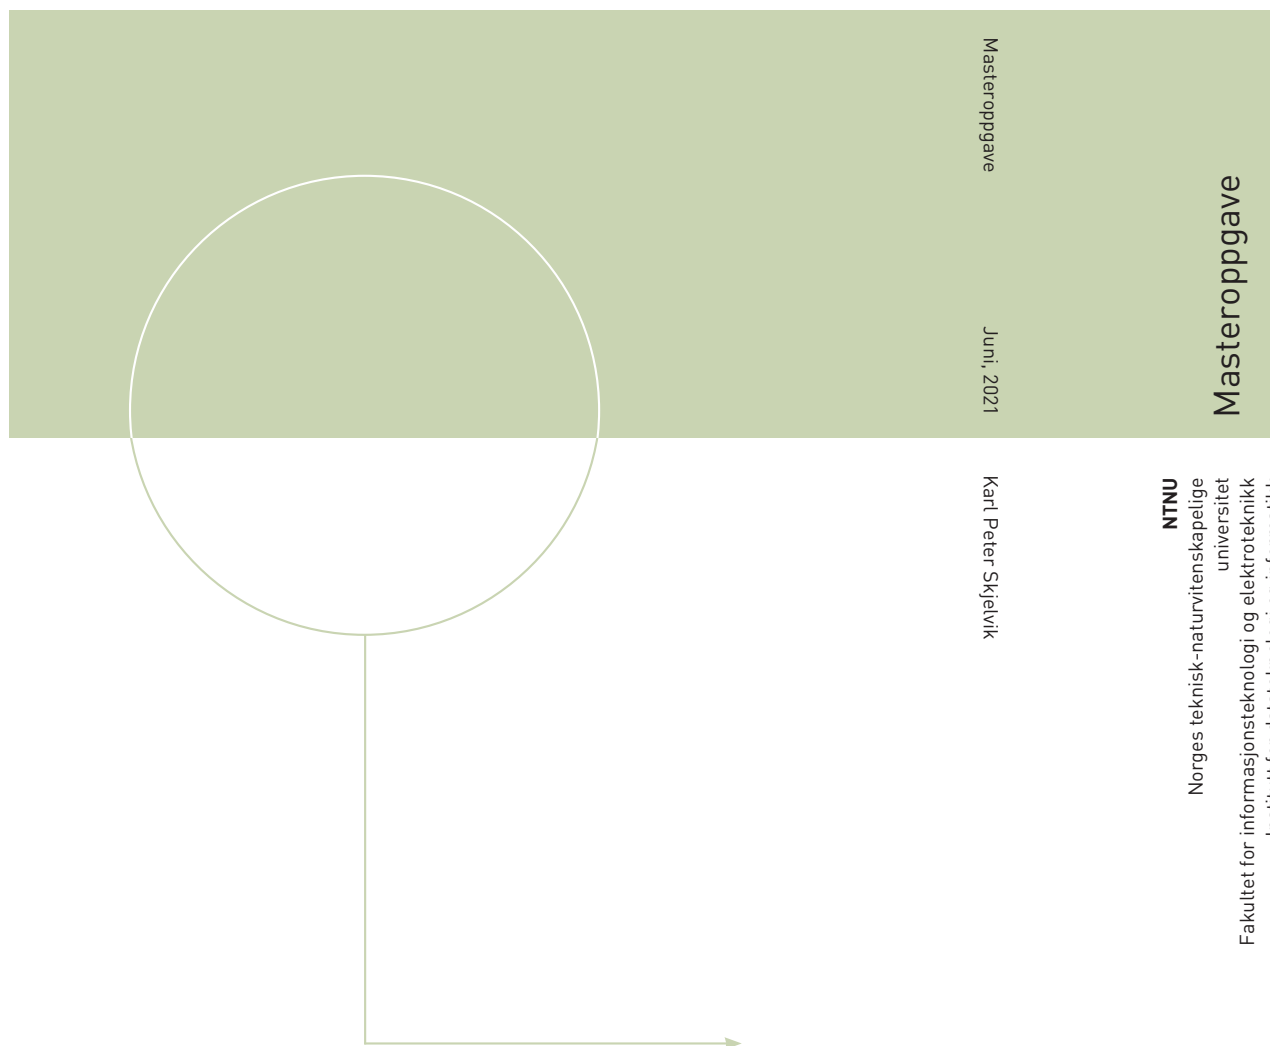 Masteroppgave
Juni, 2021
Karl Peter Skjelvik
Masteroppgave
NTNU
Norges teknisk-naturvitenskapelige
universitet
Fakultet for informasjonsteknologi og elektroteknikk